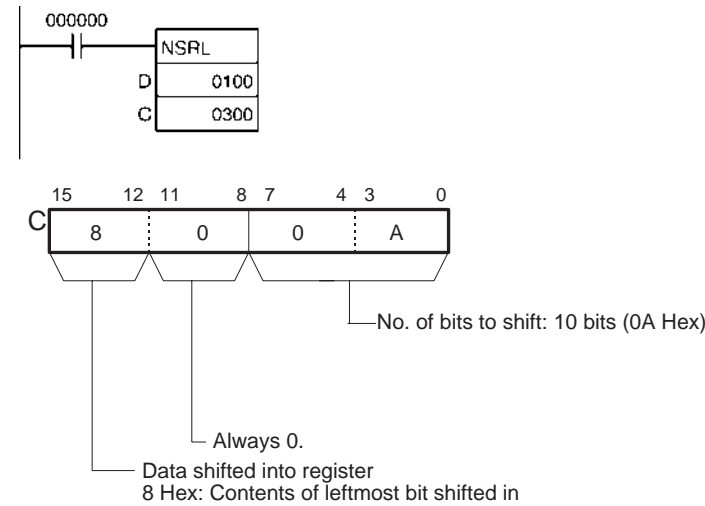 000000
NSRL
D 0100
C 0300
15 12 11 8 7 4 3 0
C 8 0 0 A
No. of bits to shift: 10 bits (0A Hex)
Always 0.
Data shifted into register
8 Hex: Contents of leftmost bit shifted in